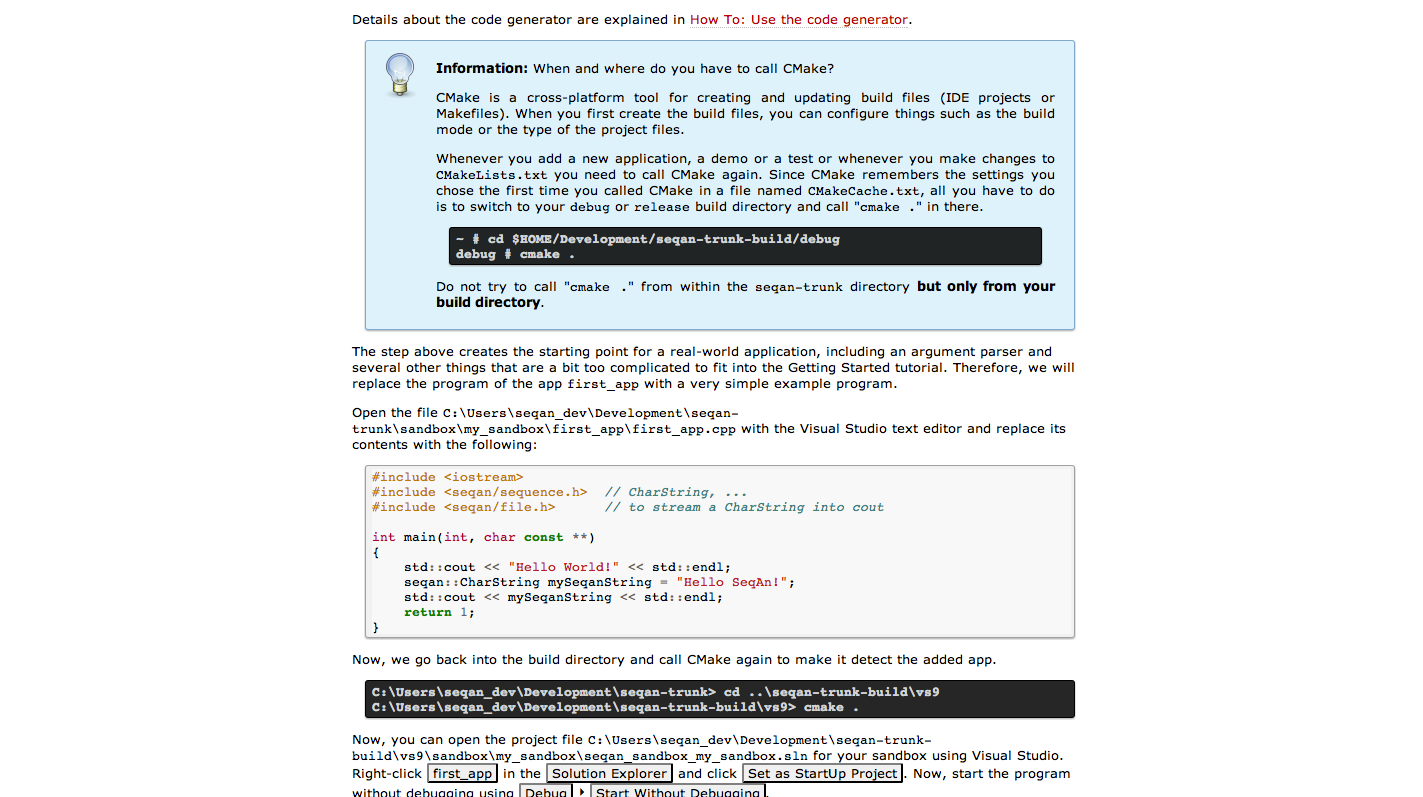 Details about the code generator are explained in How To: Use the code generator.
Information: When and where do you have to call CMake?
CMake is a cross-platform tool for creating and updating build files (IDE projects or
Makefiles). When you first create the build files, you can configure things such as the build
mode or the type of the project files.
Whenever you add a new application, a demo or a test or whenever you make changes to
CMakeLists.txt you need to call CMake again. Since CMake remembers the settings you
chose the first time you called CMake in a file named CMakeCache.txt, all you have to do
is to switch to your debug or release build directory and call "cmake ." in there.
~ # cd $HOME/Development/seqan-trunk-build/debug
debug # cmake .
Do not try to call "cmake ." from within the seqan-trunk directory but only from your
build directory.
The step above creates the starting point for a real-world application, including an argument parser and
several other things that are a bit too complicated to fit into the Getting Started tutorial. Therefore, we will
replace the program of the app first_app with a very simple example program.
Open the file C:\Users\seqan_dev\Development\seqan-
trunk\sandbox\my_sandbox\first_app\first_app.cpp with the Visual Studio text editor and replace its
contents with the following:
#include <iostream>
#include <seqan/sequence.h>  // CharString, ...
#include <seqan/file.h>      // to stream a CharString into cout
int main(int, char const **)
{
    std::cout << "Hello World!" << std::endl;
    seqan::CharString mySeqanString = "Hello SeqAn!";
    std::cout << mySeqanString << std::endl;
    return 1;
}
Now, we go back into the build directory and call CMake again to make it detect the added app.
C:\Users\seqan_dev\Development\seqan-trunk> cd ..\seqan-trunk-build\vs9
C:\Users\seqan_dev\Development\seqan-trunk-build\vs9> cmake .
Now, you can open the project file C:\Users\seqan_dev\Development\seqan-trunk-
build\vs9\sandbox\my_sandbox\seqan_sandbox_my_sandbox.sln for your sandbox using Visual Studio.
Right-click first_app in the Solution Explorer and click Set as StartUp Project. Now, start the program
without debugging using Debug ‣ Start Without Debugging.